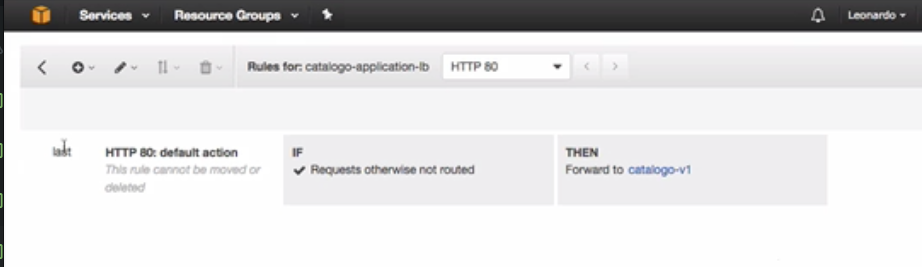 Services
Resource Groups
Leonardo
Rules for: catalogo-application-lb
HTTP 80
last
HTTP 80: default action
This rule cannot be moved or
deleted
IF
Requests otherwise not routed
THEN
Forward to catalogo-v1